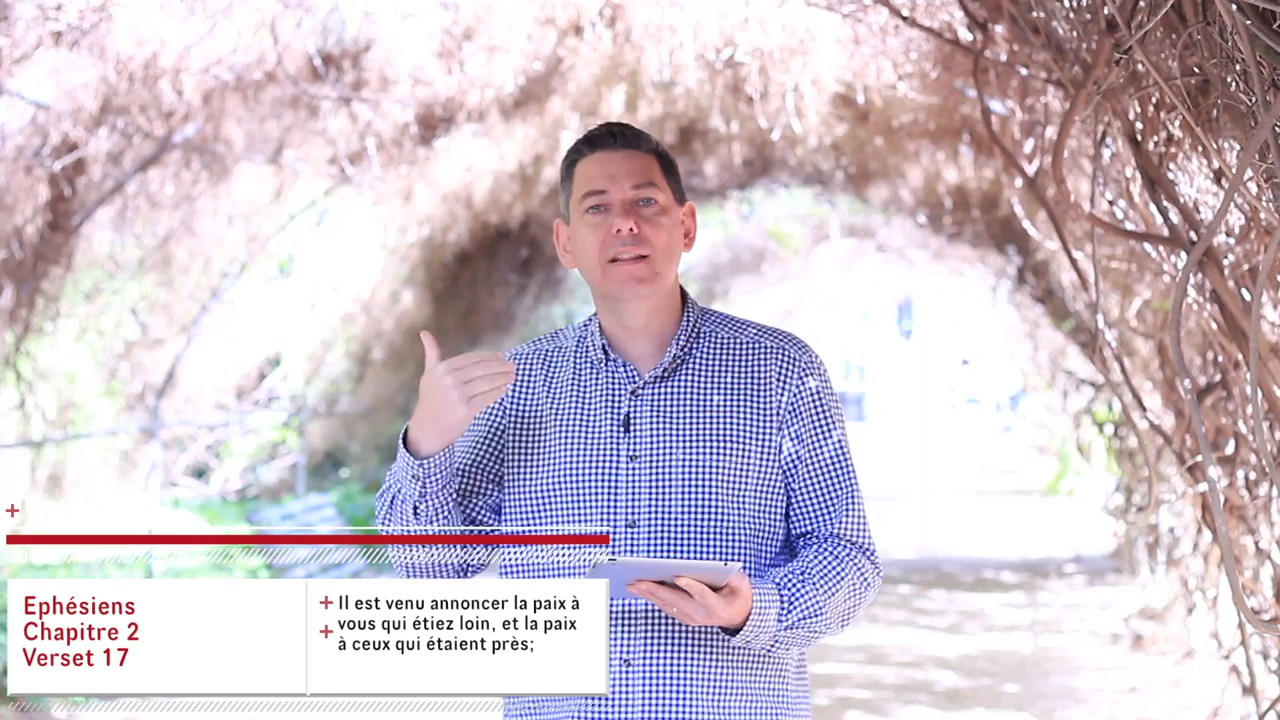 Ephésiens
Chapitre 2
Verset 17
Il est venu annoncer la paix à
vous qui étiez loin, et la paix
à ceux qui étaient près;